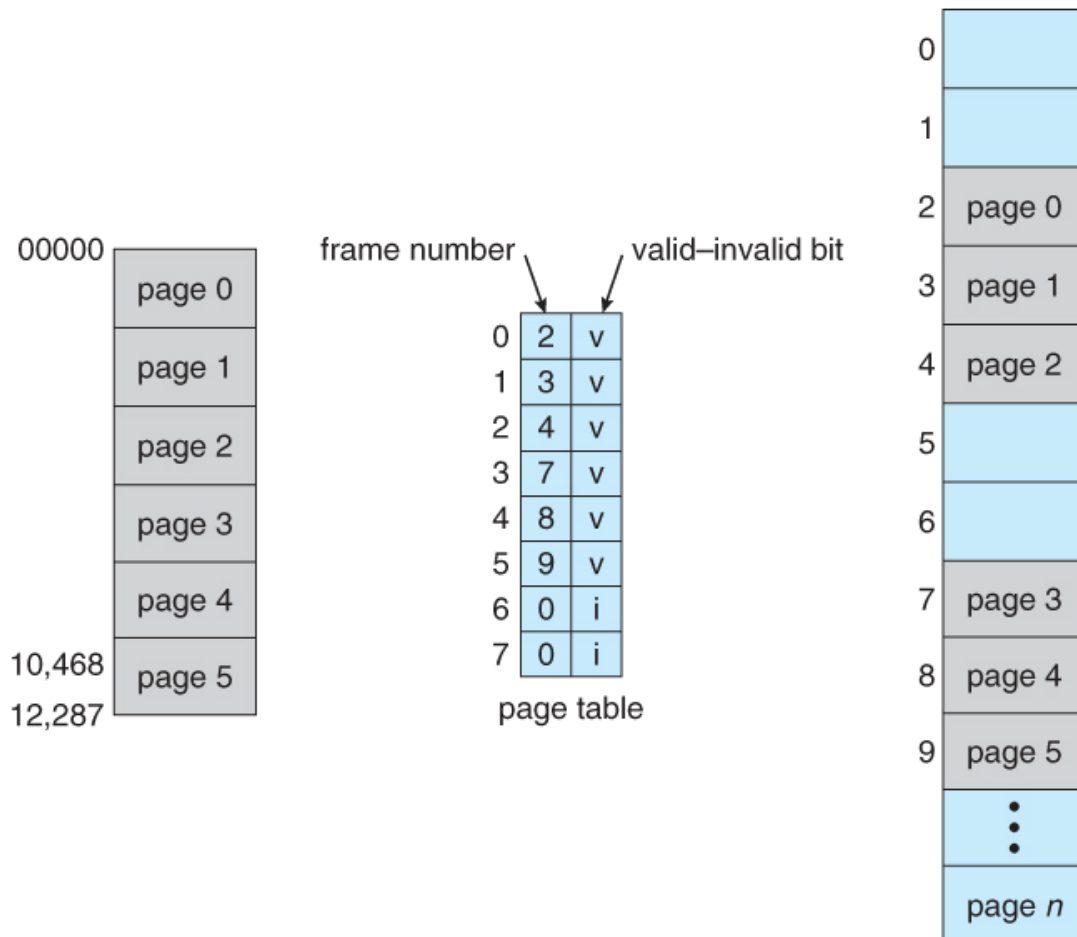 00000
page 0
page 1
page 2
page 3
page 4
10,468
page 5
12,287
frame number
valid–invalid bit
0 2 v
1 3 v
2 4 v
3 7 v
4 8 v
5 9 v
6 0 i
7 0 i
page table
0
1
2 page 0
3 page 1
4 page 2
5
6
7 page 3
8 page 4
9 page 5
page n